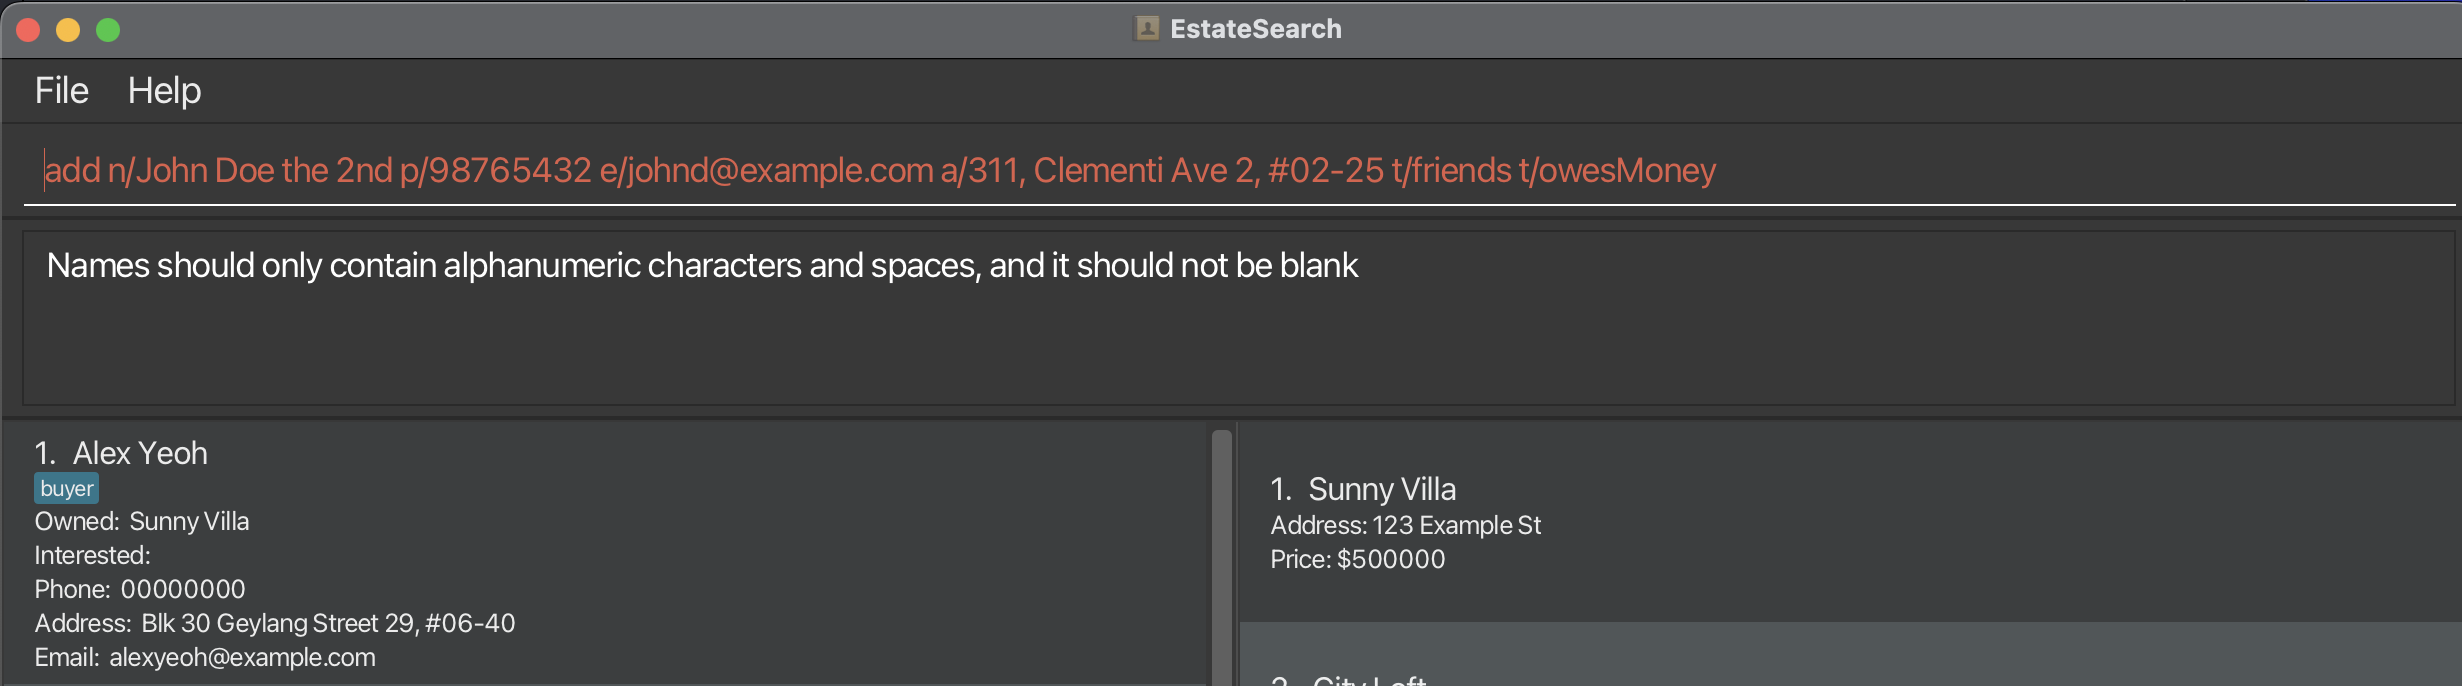 EstateSearch
File Help
add n/John Doe the 2nd p/98765432 e/johnd@example.com a/311, Clementi Ave 2, #02-25 t/friends t/owesMoney
Names should only contain alphanumeric characters and spaces, and it should not be blank
1. Alex Yeoh
buyer
Owned: Sunny Villa
Interested:
Phone: 00000000
Address: Blk 30 Geylang Street 29, #06-40
Email: alexyeoh@example.com
1. Sunny Villa
Address: 123 Example St
Price: $500000
2. City Loft